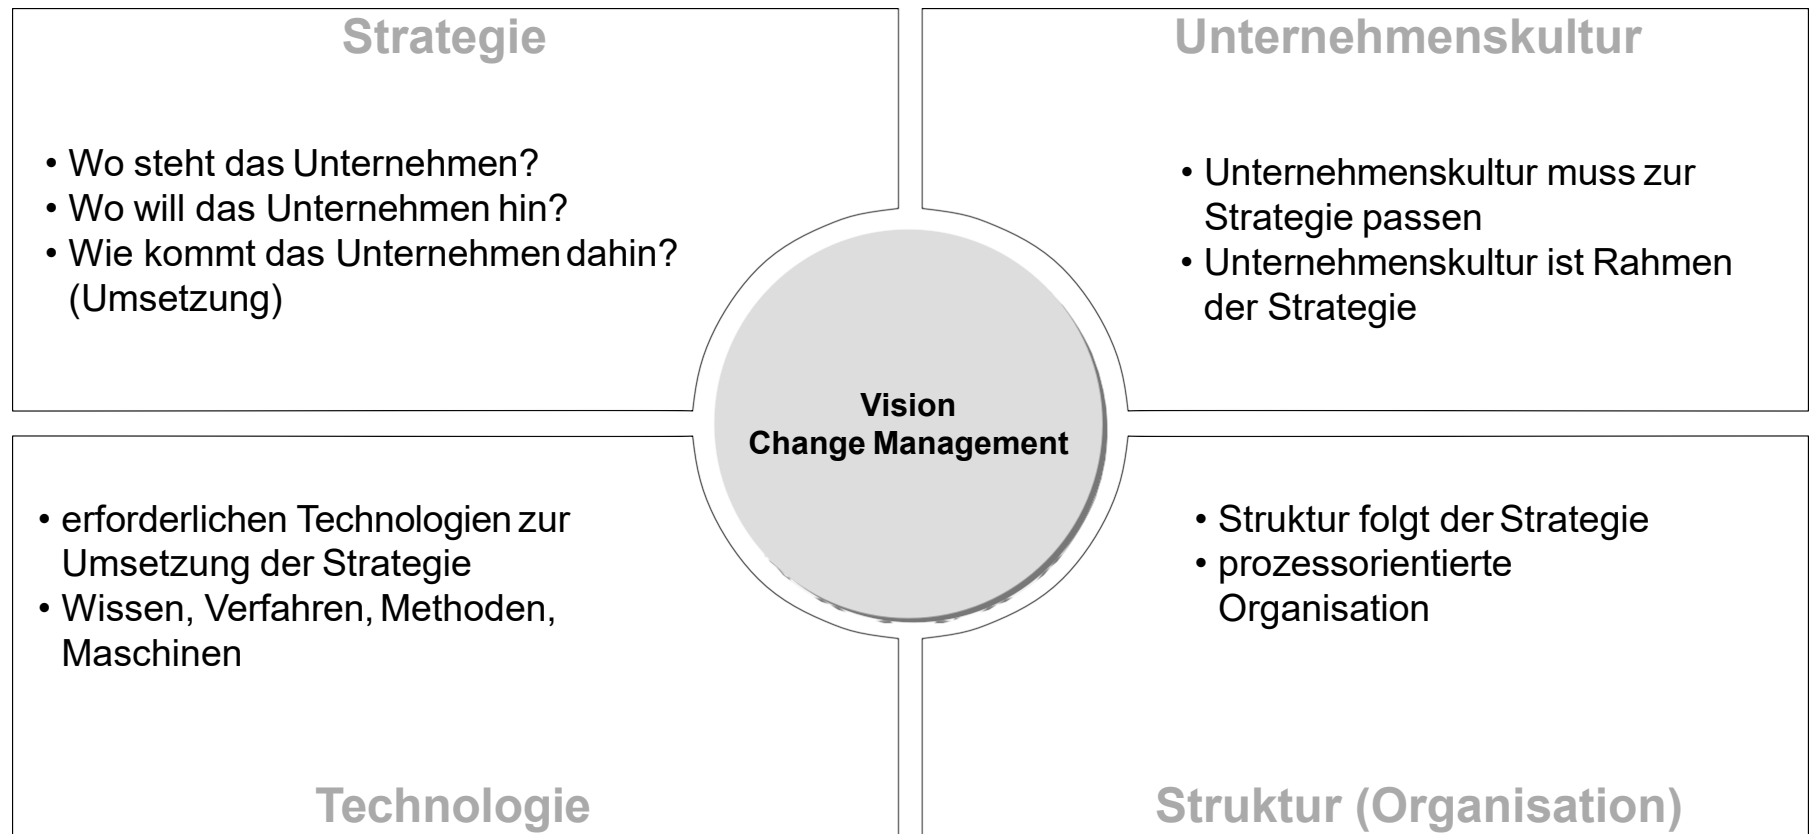 Strategie
• Wo steht das Unternehmen?
• Wo will das Unternehmen hin?
• Wie kommt das Unternehmen dahin?
(Umsetzung)
Unternehmenskultur
• Unternehmenskultur muss zur
Strategie passen
• Unternehmenskultur ist Rahmen
der Strategie
Vision
Change Management
• erforderlichen Technologien zur
Umsetzung der Strategie
• Wissen, Verfahren, Methoden,
Maschinen
Technologie
• Struktur folgt der Strategie
• prozessorientierte
Organisation
Struktur (Organisation)